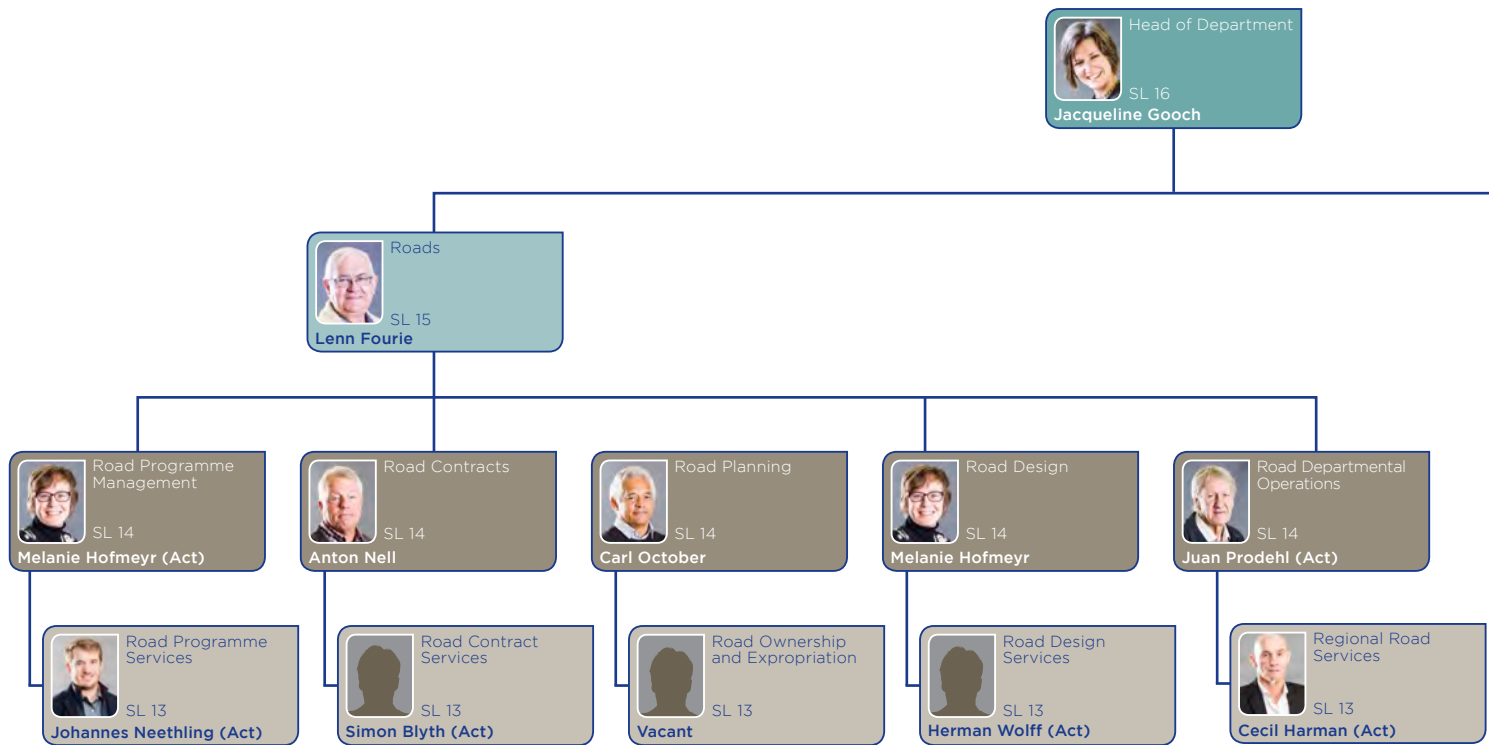 Head of Department
SL 16
Jacqueline Gooch
Roads
SL 15
Lenn Fourie
Road Programme
Management
SL 14
Melanie Hofmeyr (Act)
Road Contracts
SL 14
Anton Nell
Road Planning
SL 14
Carl October
Road Design
SL 14
Melanie Hofmeyr
Road Departmental
Operations
SL 14
Juan Prodehl (Act)
Road Programme
Services
SL 13
Johannes Neethling (Act)
Road Contract
Services
SL 13
Simon Blyth (Act)
Road Ownership
and Expropriation
SL 13
Vacant
Road Design
Services
SL 13
Herman Wolff (Act)
Regional Road
Services
SL 13
Cecil Harman (Act)